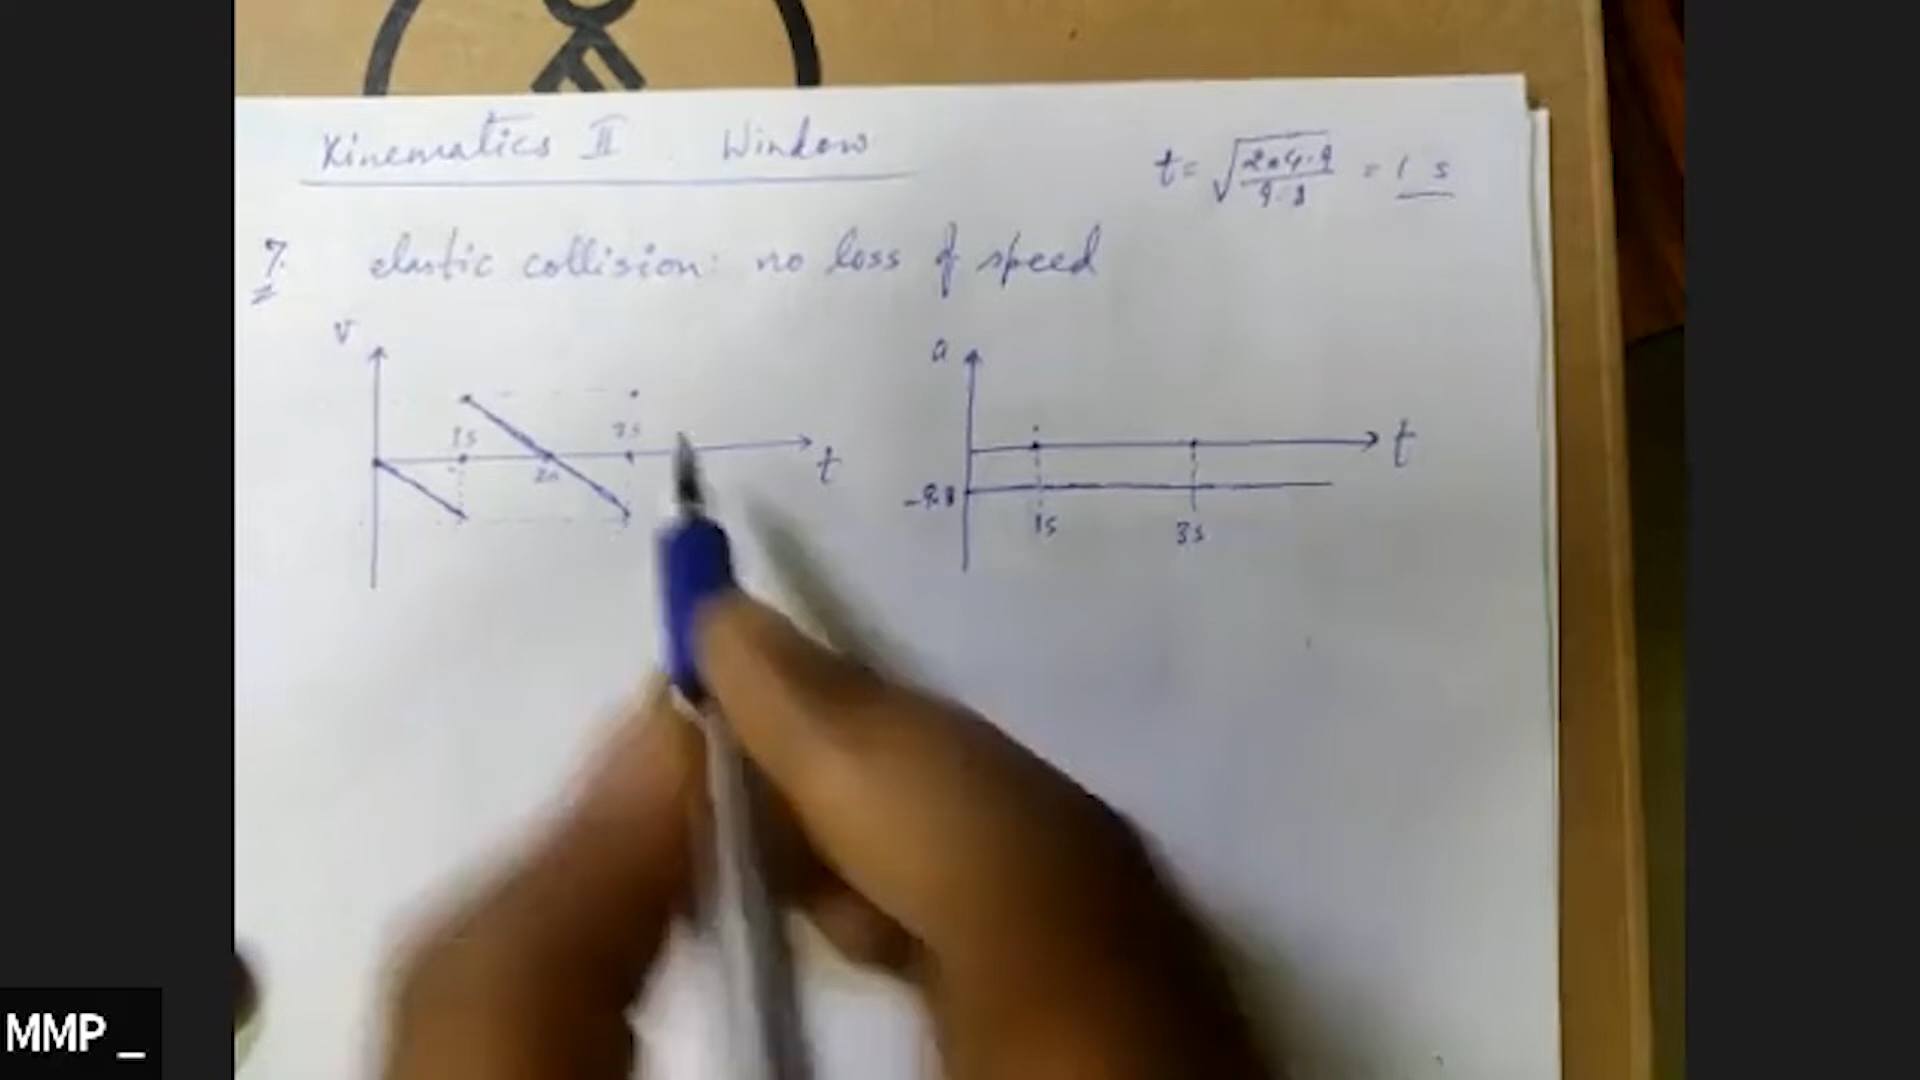 Kinematics II Window
t = √(2×4.9/9.8) = 1 s
7. elastic collision: no loss of speed
v
a
1s
3s
t
t
2s
-9.8
1s
3s
MMP _